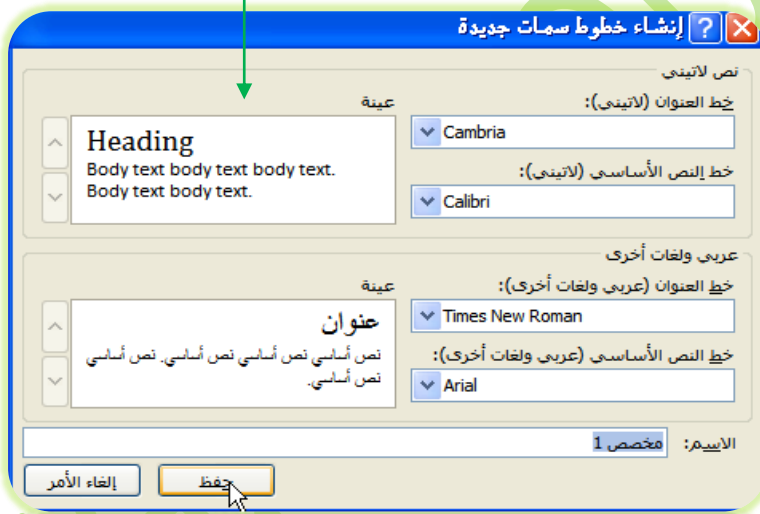 إنشاء خطوط سمات جديدة
نص لاتيني
خط العنوان (لاتيني):
Cambria
خط النص الأساسي (لاتيني):
Calibri
عينة
Heading
Body text body text body text.
Body text body text.
عربي ولغات أخرى
خط العنوان (عربي ولغات أخرى):
Times New Roman
خط النص الأساسي (عربي ولغات أخرى):
Arial
عينة
عنوان
نص أساسي نص أساسي نص أساسي. نص أساسي
نص أساسي.
الاسم: مخصص 1
حفظ
إلغاء الأمر